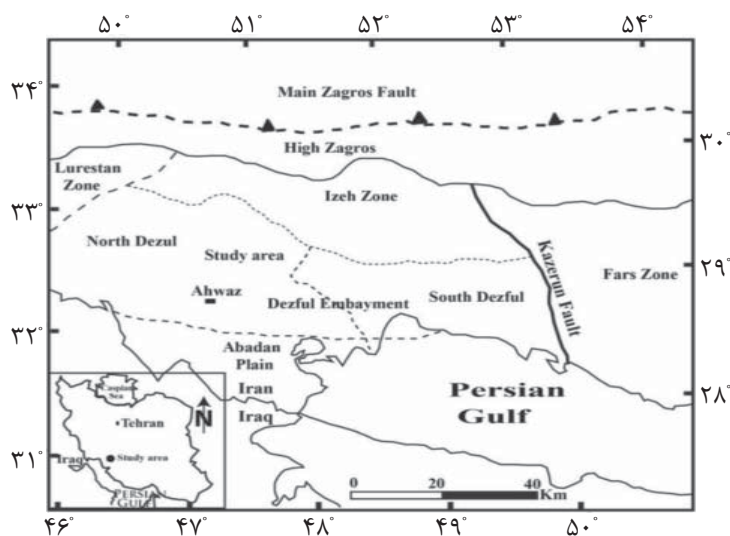 ۵۰° ۵۱° ۵۲° ۵۳° ۵۴°
۳۴°
Main Zagros Fault
High Zagros
۳۰°
Lurestan
Zone
Izeh Zone
۳۳°
North Dezul
Study area
Kazerun Fault
۲۹°
Fars Zone
Ahwaz
Dezful Embayment
South Dezful
۳۲°
Abadan
Plain
Iran
Iraq
Persian
Gulf
۲۸°
Caspian
Sea
Tehran
N
Iraq
Study area
PERSIAN
GULF
۳۱°
0 20 40
Km
۴۶° ۴۷° ۴۸° ۴۹° ۵۰°